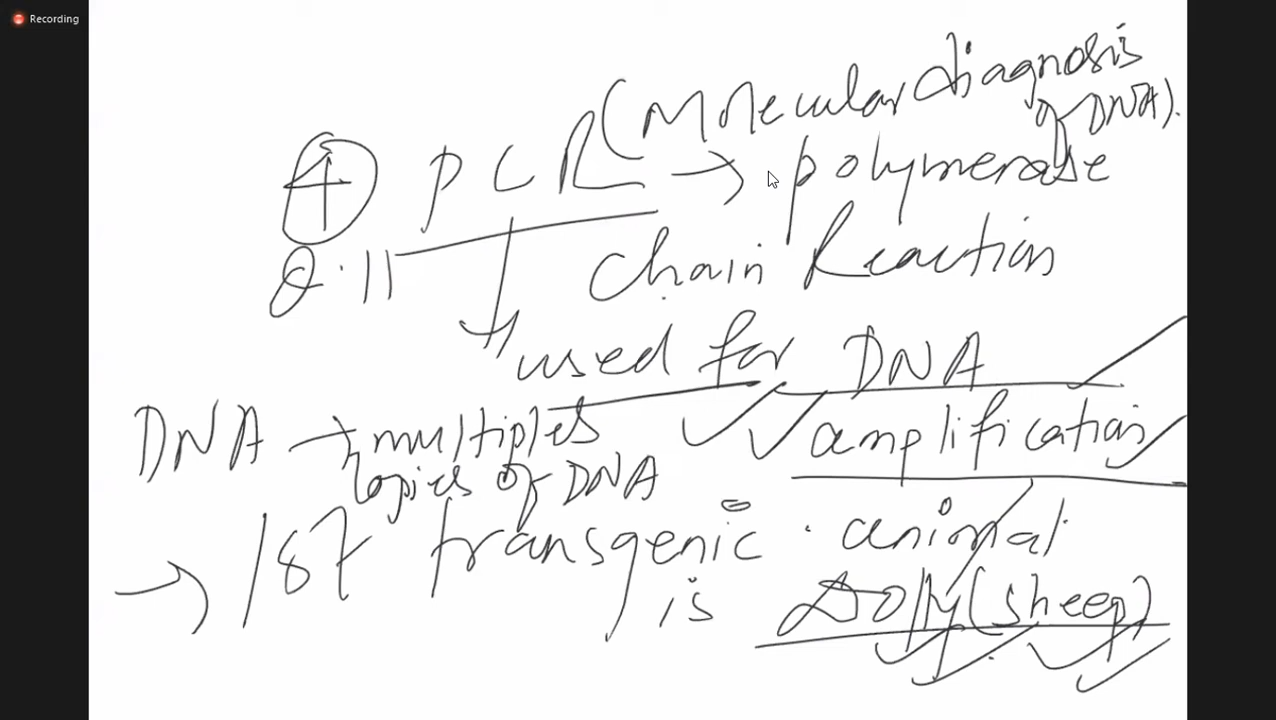 Recording
(Molecular diagnosis
of DNA).
4 PCR → polymerase
Q.11 Chain Reaction
used for DNA
amplification
DNA → multiples
copies of DNA
→ 1st transgenic animal
is Dolly (sheep)